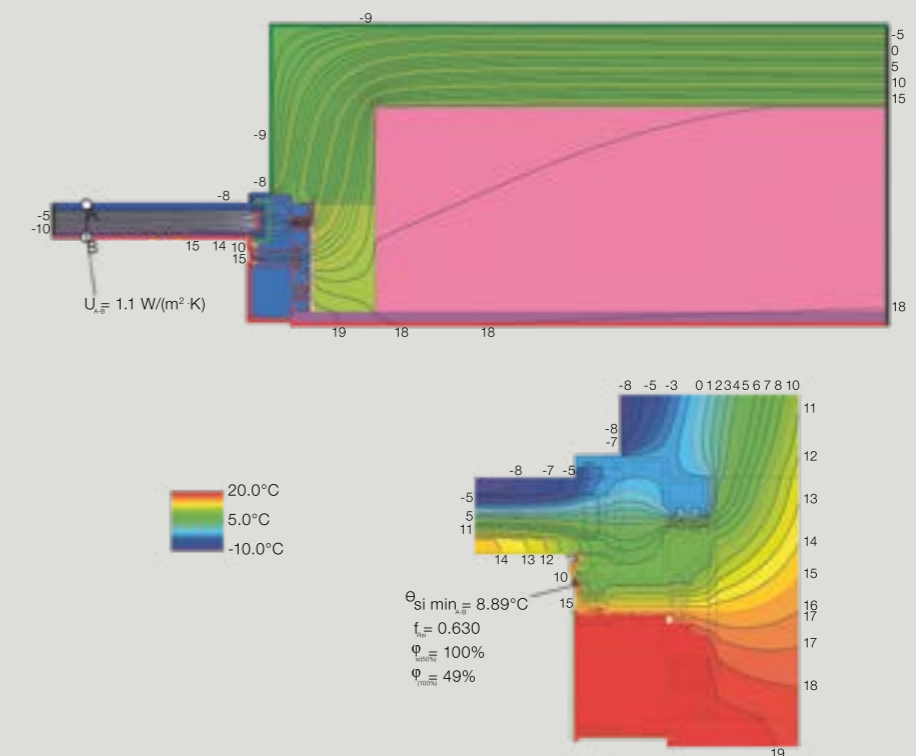 -9
-5
0
5
10
15
-9
-8
-8
-5
-10
A
B
15 14 10
15
U A-B = 1.1 W/(m²·K)
18
19 18 18
-8 -5 -3 0 1 2 3 4 5 6 7 8 10
11
-8
-7
12
-8 -7 -5
-5
13
5
11
14
14 13 12
10
15
15
16
17
17
18
19
20.0°C
5.0°C
-10.0°C
θ si min A-B = 8.89°C
f Rsi = 0.630
φ si(50%) = 100%
φ (100%) = 49%